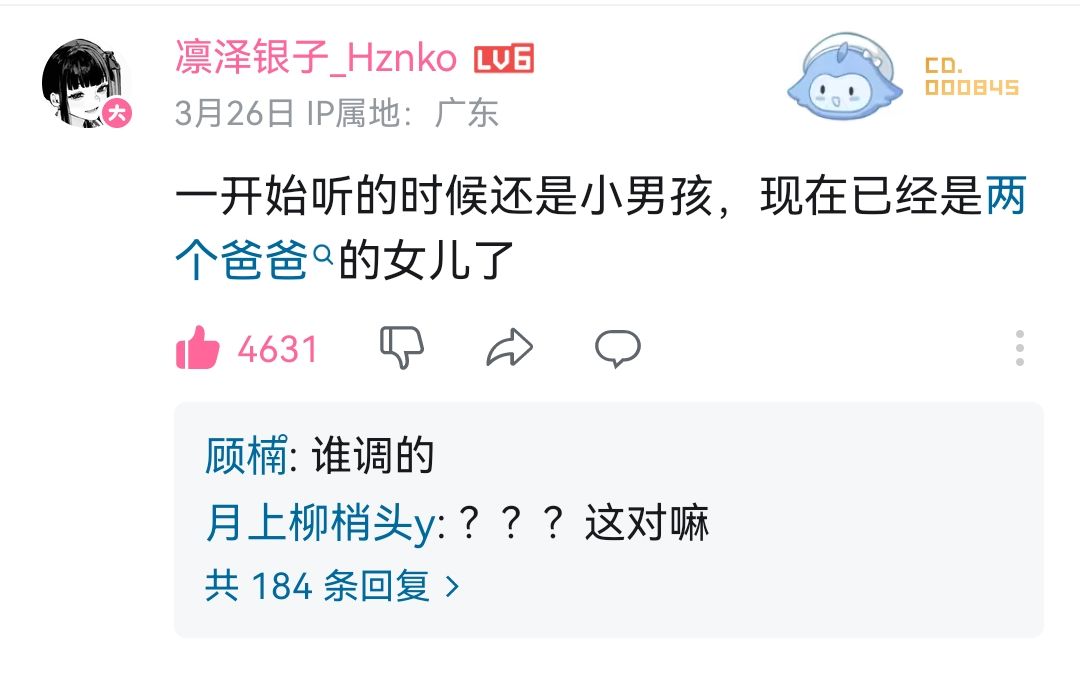 凛泽银子_Hznko LV6
CD.
000845
六
3月26日 IP属地：广东
一开始听的时候还是小男孩，现在已经是两
个爸爸的女儿了
4631
顾楠: 谁调的
月上柳梢头y: ？？？这对嘛
共 184 条回复 >